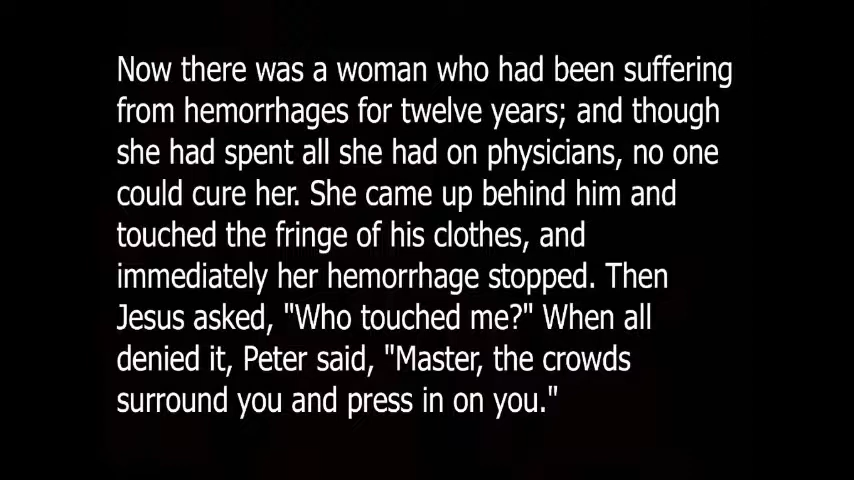 Now there was a woman who had been suffering
from hemorrhages for twelve years; and though
she had spent all she had on physicians, no one
could cure her. She came up behind him and
touched the fringe of his clothes, and
immediately her hemorrhage stopped. Then
Jesus asked, "Who touched me?" When all
denied it, Peter said, "Master, the crowds
surround you and press in on you."